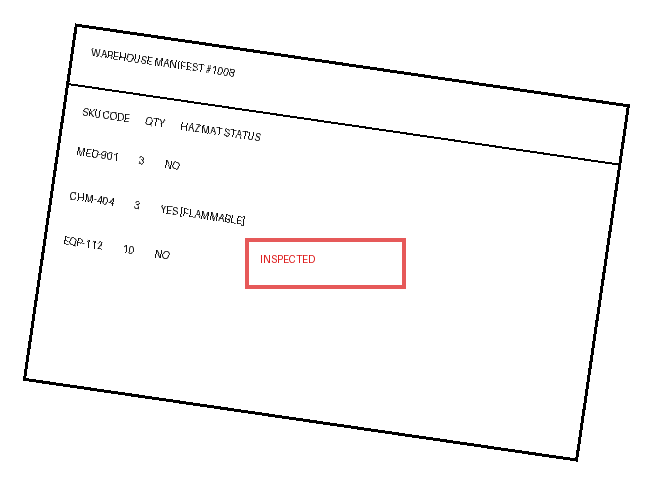 WAREHOUSE MANIFEST #1008
SKU CODE QTY HAZMAT STATUS
MED-901 3 NO
CHM-404 3 YES [FLAMMABLE]
EQP-112 10 NO
INSPECTED